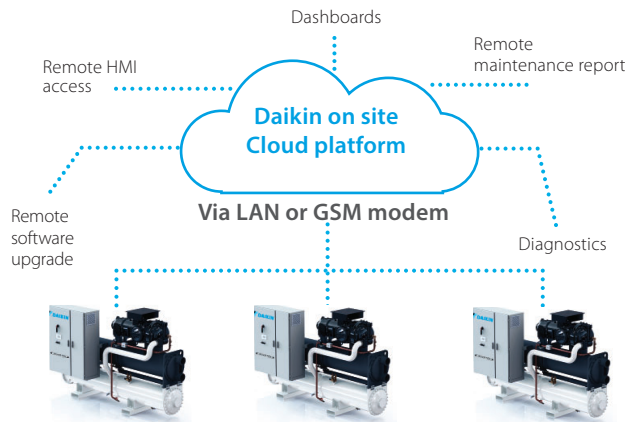 Dashboards
Remote HMI
access
Remote
maintenance report
Daikin on site
Cloud platform
Via LAN or GSM modem
Remote
software
upgrade
Diagnostics
DAIKIN
DAIKIN
DAIKIN